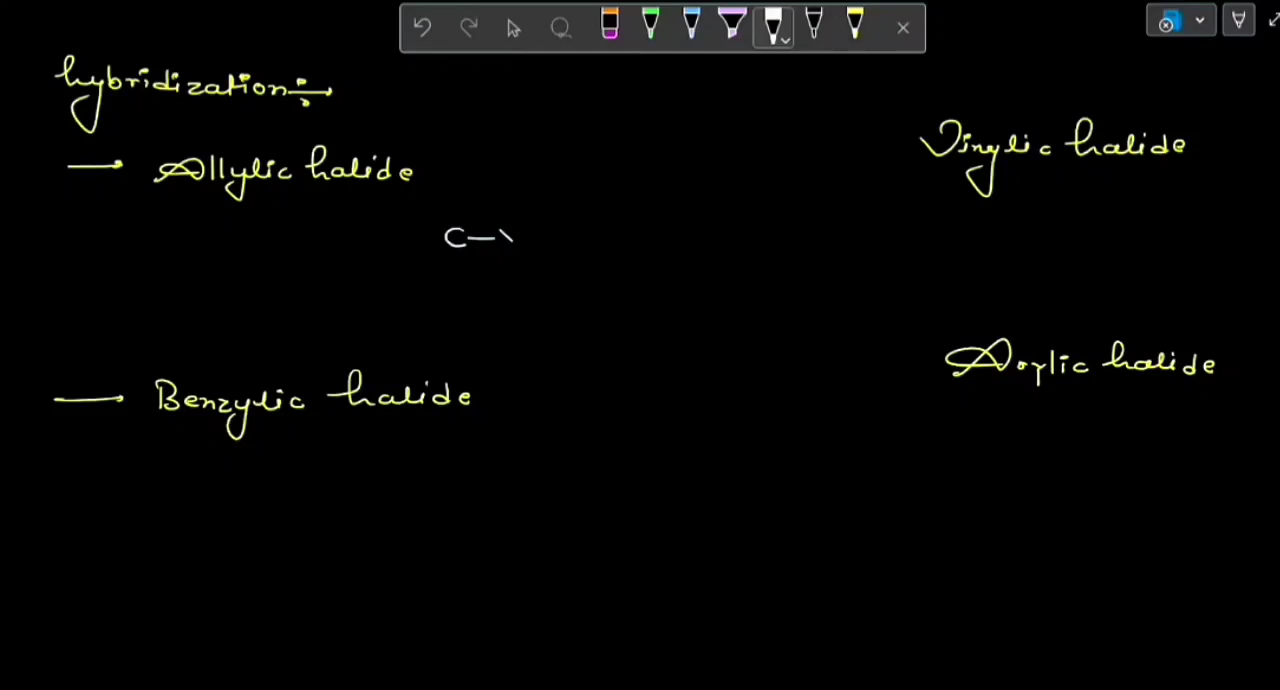 hybridization:→
— Allylic halide
Vinylic halide
C—
— Benzylic halide
Arylic halide